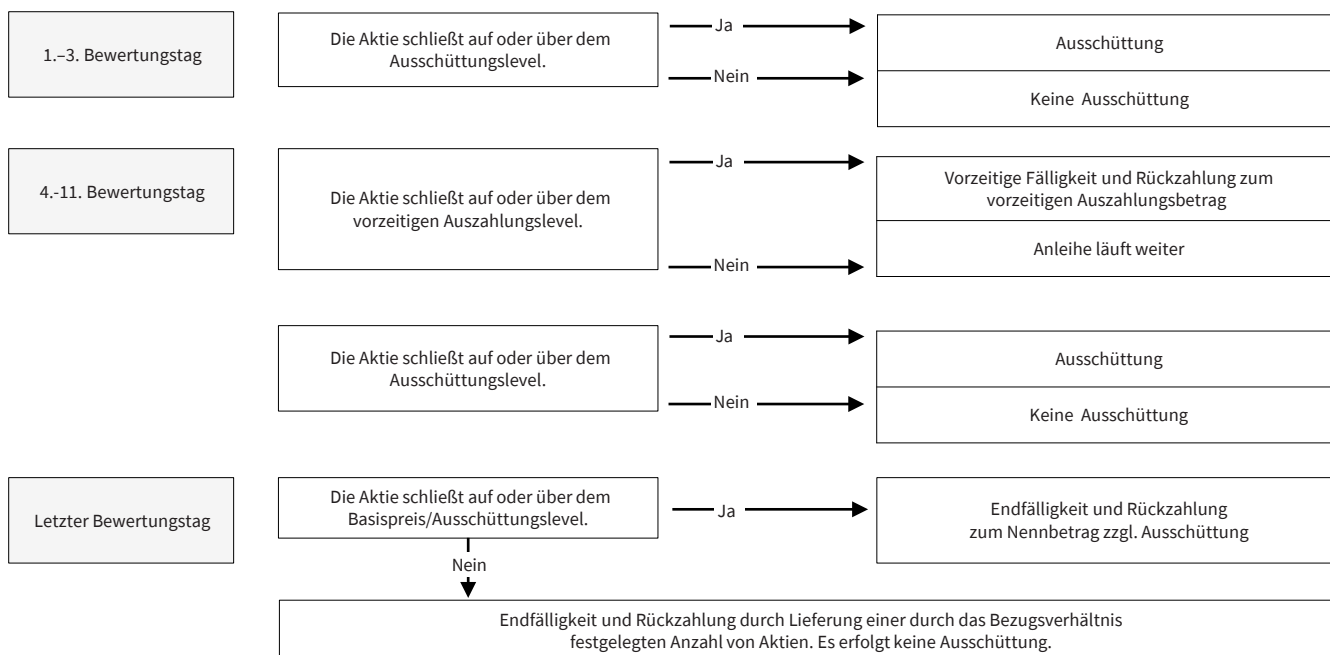 1.–3. Bewertungstag
Die Aktie schließt auf oder über dem
Ausschüttungslevel.
Ja
Nein
Ausschüttung
Keine Ausschüttung
4.-11. Bewertungstag
Die Aktie schließt auf oder über dem
vorzeitigen Auszahlungslevel.
Ja
Nein
Vorzeitige Fälligkeit und Rückzahlung zum
vorzeitigen Auszahlungsbetrag
Anleihe läuft weiter
Die Aktie schließt auf oder über dem
Ausschüttungslevel.
Ja
Nein
Ausschüttung
Keine Ausschüttung
Letzter Bewertungstag
Die Aktie schließt auf oder über dem
Basispreis/Ausschüttungslevel.
Ja
Endfälligkeit und Rückzahlung
zum Nennbetrag zzgl. Ausschüttung
Nein
Endfälligkeit und Rückzahlung durch Lieferung einer durch das Bezugsverhältnis
festgelegten Anzahl von Aktien. Es erfolgt keine Ausschüttung.